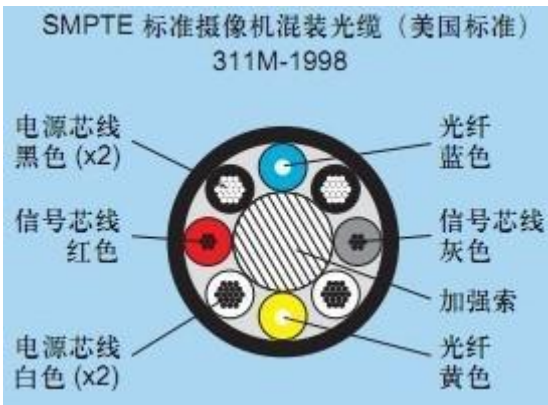 SMPTE 标准摄像机混装光缆（美国标准）
311M-1998
电源芯线
黑色 (x2)
光纤
蓝色
信号芯线
红色
信号芯线
灰色
加强索
电源芯线
白色 (x2)
光纤
黄色